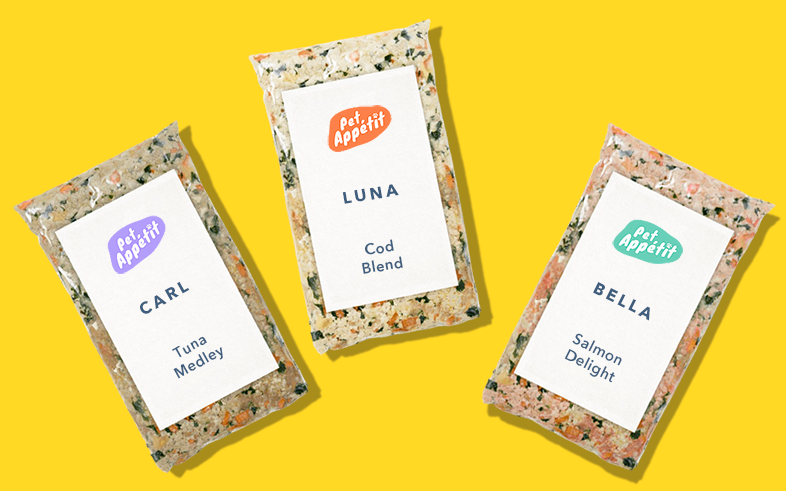 Pet
Appétit
CARL
Tuna
Medley
Pet
Appétit
LUNA
Cod
Blend
Pet
Appétit
BELLA
Salmon
Delight